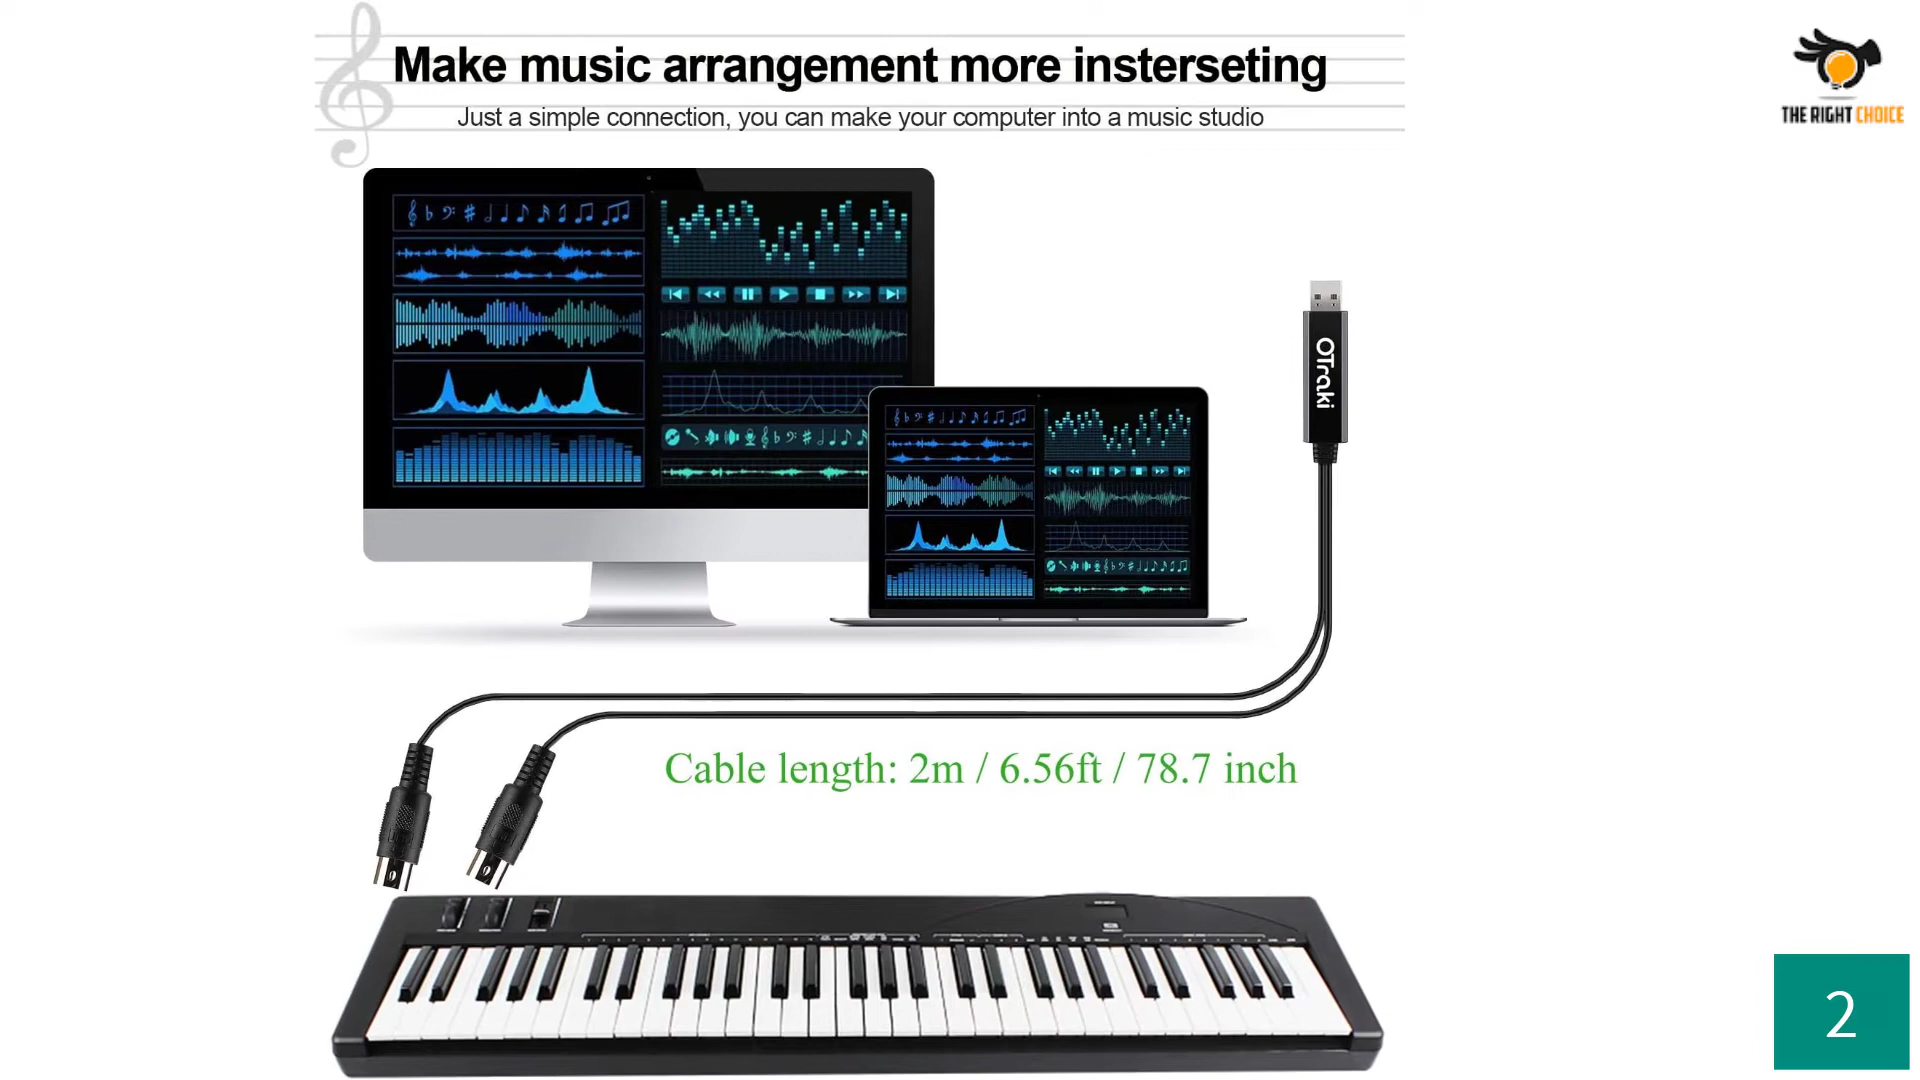 Make music arrangement more insterseting
Just a simple connection, you can make your computer into a music studio
THE RIGHT CHOICE
OTraki
Cable length: 2m / 6.56ft / 78.7 inch
2